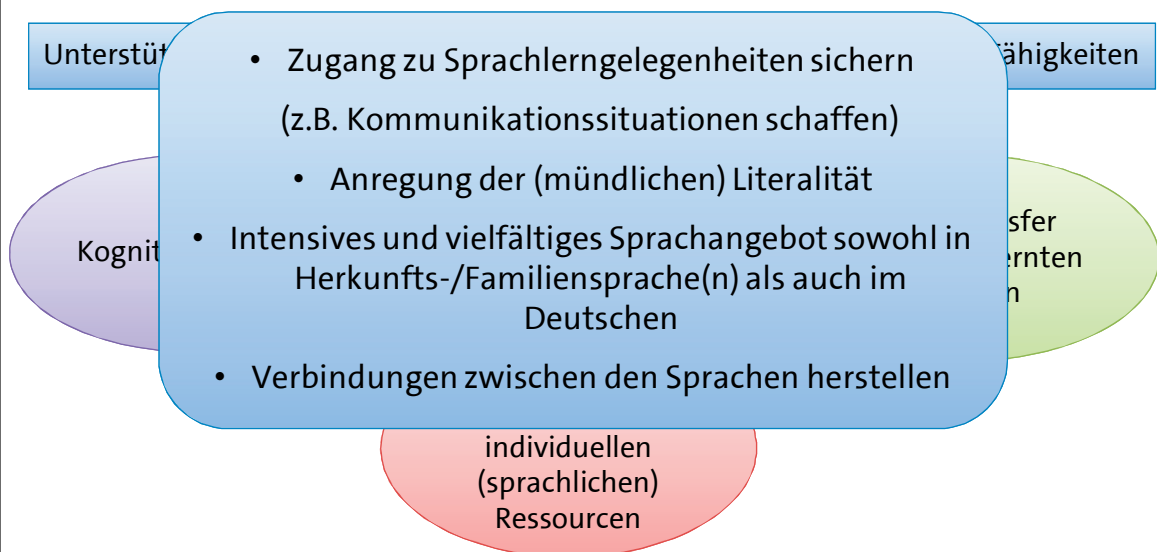 Unterstüt
ähigkeiten
• Zugang zu Sprachlerngelegenheiten sichern
(z.B. Kommunikationssituationen schaffen)
• Anregung der (mündlichen) Literalität
• Intensives und vielfältiges Sprachangebot sowohl in
Herkunfts-/Familiensprache(n) als auch im
Deutschen
• Verbindungen zwischen den Sprachen herstellen
Kognit
sfer
ernten
n
individuellen
(sprachlichen)
Ressourcen